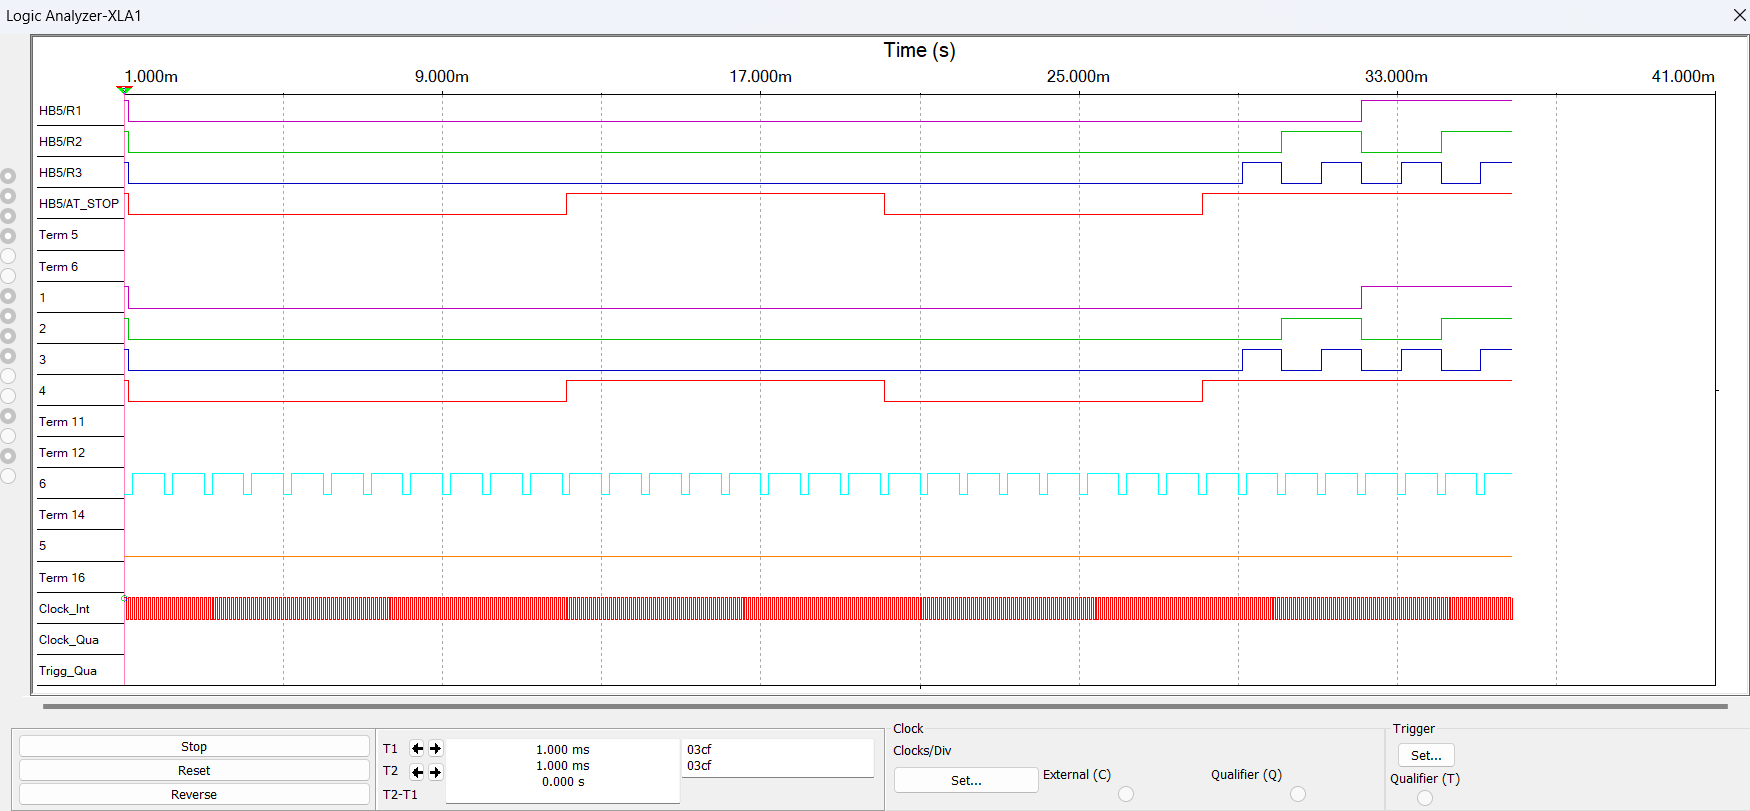 Logic Analyzer-XLA1
Time (s)
1.000m 9.000m 17.000m 25.000m 33.000m 41.000m
HB5/R1
HB5/R2
HB5/R3
HB5/AT_STOP
Term 5
Term 6
1
2
3
4
Term 11
Term 12
6
Term 14
5
Term 16
Clock_Int
Clock_Qua
Trigg_Qua
Stop
Reset
Reverse
T1 1.000 ms 03cf
T2 1.000 ms 03cf
T2-T1 0.000 s
Clock
Clocks/Div
Set...
External (C)
Qualifier (Q)
Trigger
Set...
Qualifier (T)